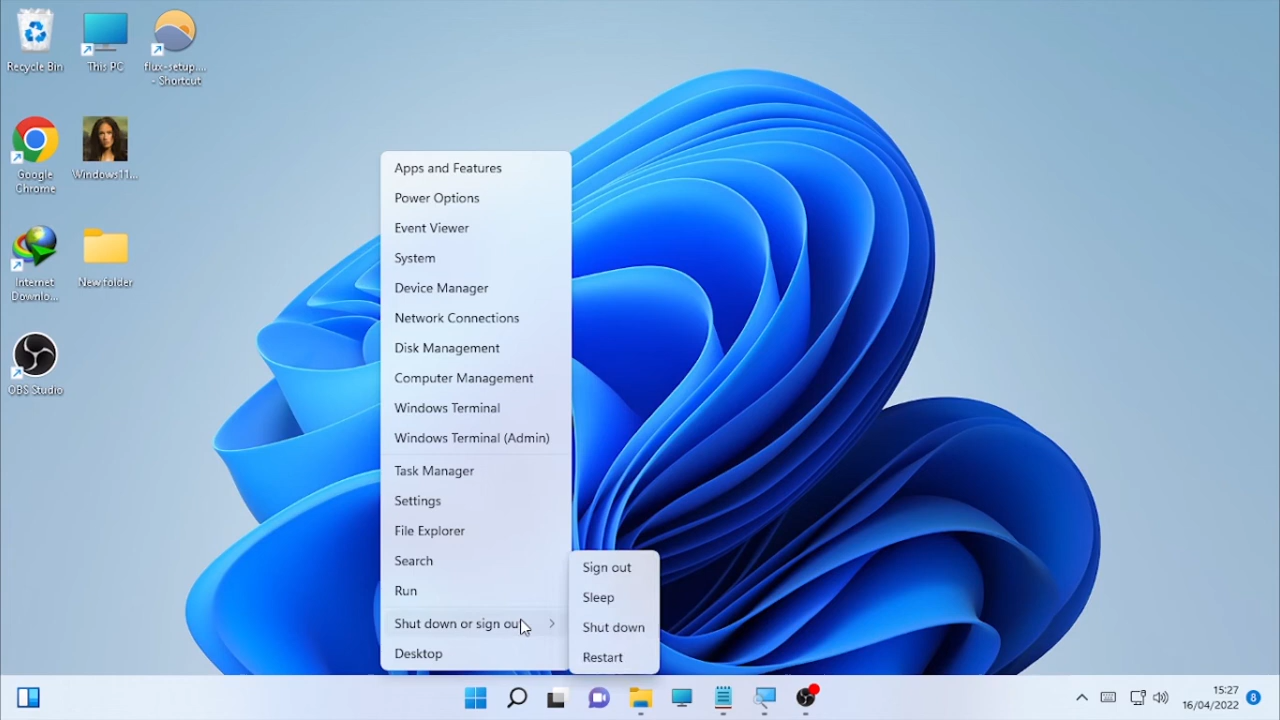 Recycle Bin
This PC
flux-setup....
- Shortcut
Google
Chrome
Windows11...
Internet
Downlo...
New folder
OBS Studio
Apps and Features
Power Options
Event Viewer
System
Device Manager
Network Connections
Disk Management
Computer Management
Windows Terminal
Windows Terminal (Admin)
Task Manager
Settings
File Explorer
Search
Run
Shut down or sign out
Desktop
Sign out
Sleep
Shut down
Restart
15:27
16/04/2022
8